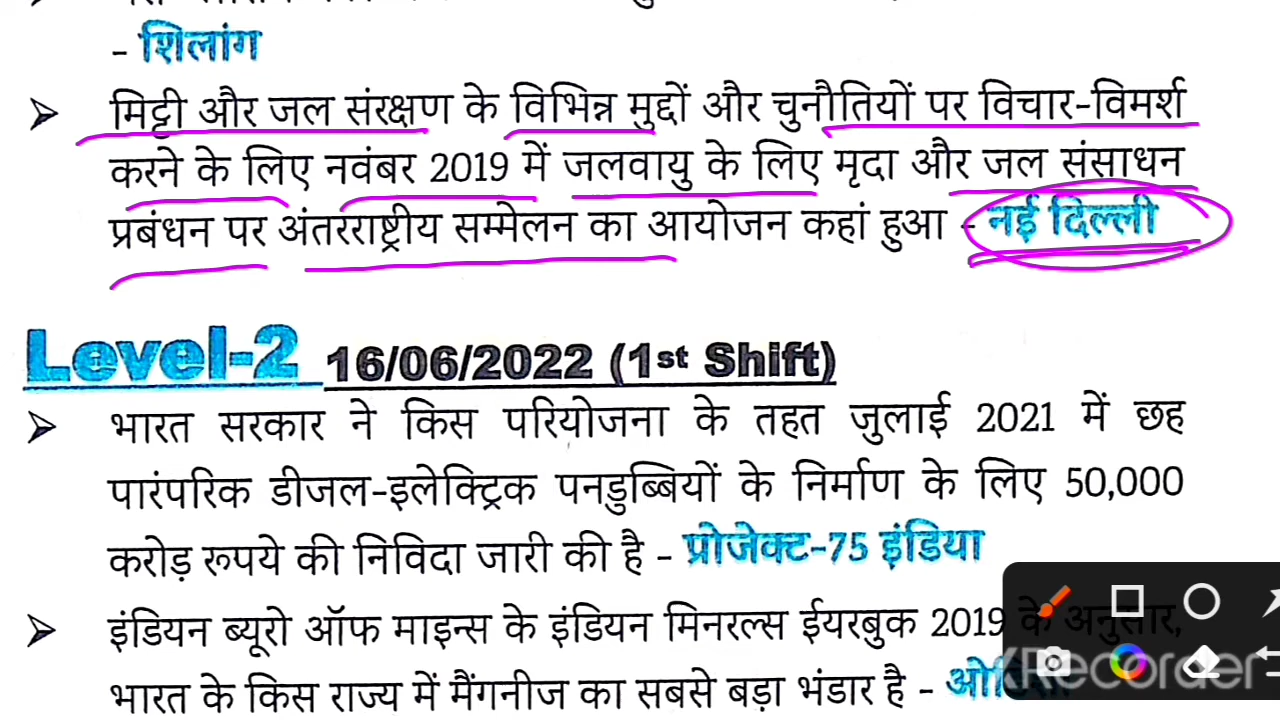 - शिलांग
➢ मिट्टी और जल संरक्षण के विभिन्न मुद्दों और चुनौतियों पर विचार-विमर्श
करने के लिए नवंबर 2019 में जलवायु के लिए मृदा और जल संसाधन
प्रबंधन पर अंतरराष्ट्रीय सम्मेलन का आयोजन कहां हुआ - नई दिल्ली
Level-2 16/06/2022 (1st Shift)
➢ भारत सरकार ने किस परियोजना के तहत जुलाई 2021 में छह
पारंपरिक डीजल-इलेक्ट्रिक पनडुब्बियों के निर्माण के लिए 50,000
करोड़ रूपये की निविदा जारी की है - प्रोजेक्ट-75 इंडिया
➢ इंडियन ब्यूरो ऑफ माइन्स के इंडियन मिनरल्स ईयरबुक 2019 के अनुसार,
भारत के किस राज्य में मैंगनीज का सबसे बड़ा भंडार है -
XRecorder